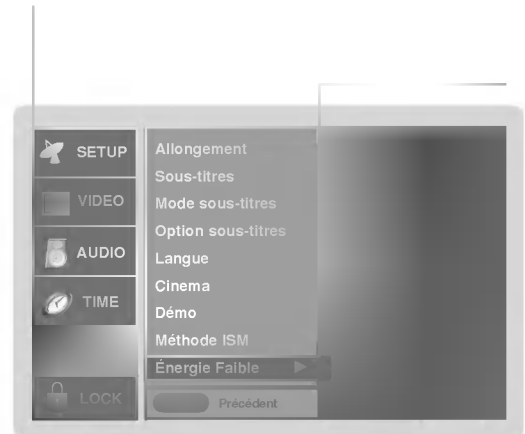 SETUP
VIDEO
AUDIO
TIME
LOCK
Allongement
Sous-titres
Mode sous-titres
Option sous-titres
Langue
Cinema
Démo
Méthode ISM
Énergie Faible
Précédent